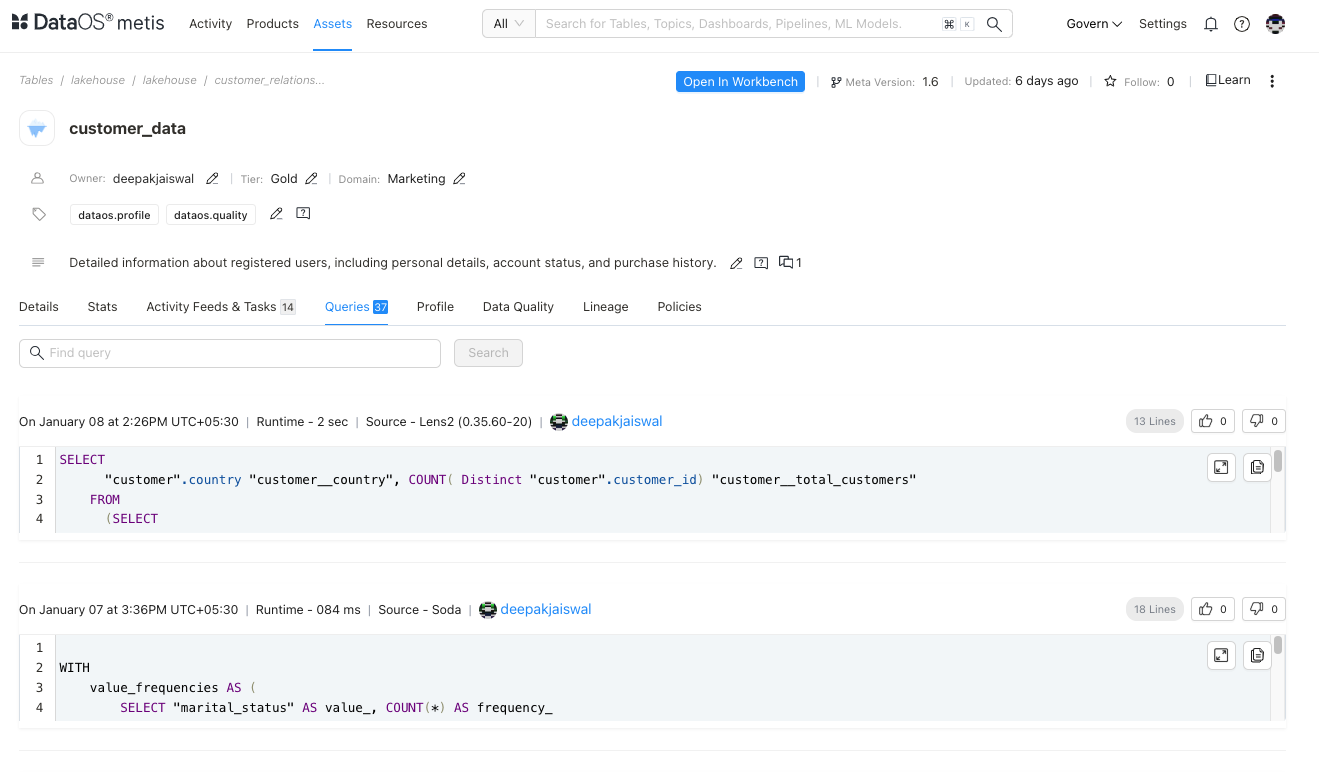 DataOS® metis Activity Products Assets Resources All Search for Tables, Topics, Dashboards, Pipelines, ML Models. ⌘ K Govern Settings
Tables / lakehouse / lakehouse / customer_relations... Open In Workbench Meta Version: 1.6 Updated: 6 days ago Follow: 0 Learn
customer_data
Owner: deepakjaiswal | Tier: Gold | Domain: Marketing
dataos.profile dataos.quality
Detailed information about registered users, including personal details, account status, and purchase history. 1
Details Stats Activity Feeds & Tasks 14 Queries 37 Profile Data Quality Lineage Policies
Find query Search
On January 08 at 2:26PM UTC+05:30 | Runtime - 2 sec | Source - Lens2 (0.35.60-20) | deepakjaiswal 13 Lines 0 0
1 SELECT
2 "customer".country "customer__country", COUNT( Distinct "customer".customer_id) "customer__total_customers"
3 FROM
4 (SELECT
On January 07 at 3:36PM UTC+05:30 | Runtime - 084 ms | Source - Soda | deepakjaiswal 18 Lines 0 0
1
2 WITH
3 value_frequencies AS (
4 SELECT "marital_status" AS value_, COUNT(*) AS frequency_